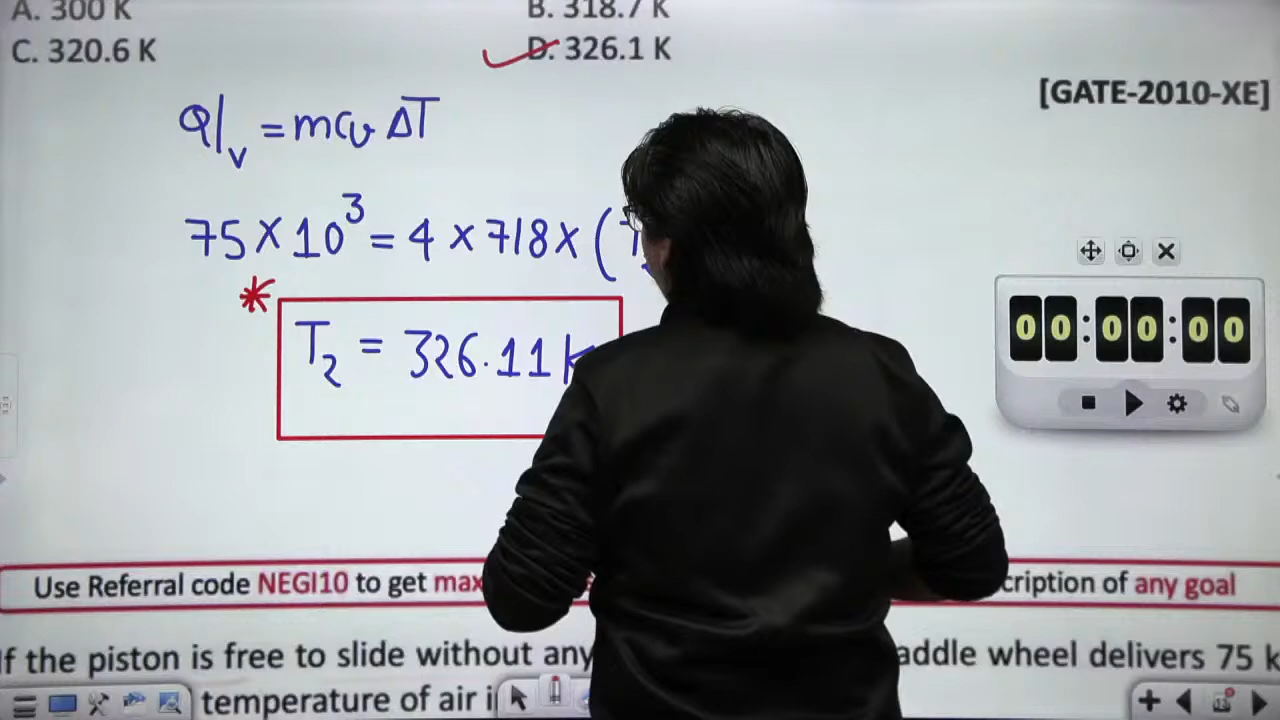 A. 300 K B. 318.7 K
C. 320.6 K D. 326.1 K
[GATE-2010-XE]
Q|v = mcv ΔT
75 × 10³ = 4 × 718 × (T
* T₂ = 326.11 K
00:00:00
Use Referral code NEGI10 to get max cription of any goal
If the piston is free to slide without any addle wheel delivers 75 k
temperature of air i